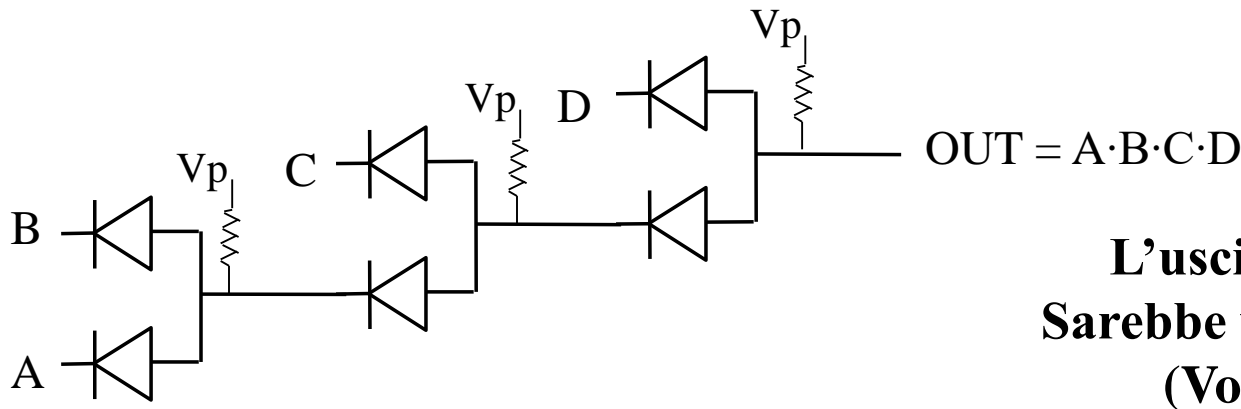 Vp
Vp
D
OUT = A·B·C·D
Vp
C
B
A
L’usci
Sarebbe
(Vo